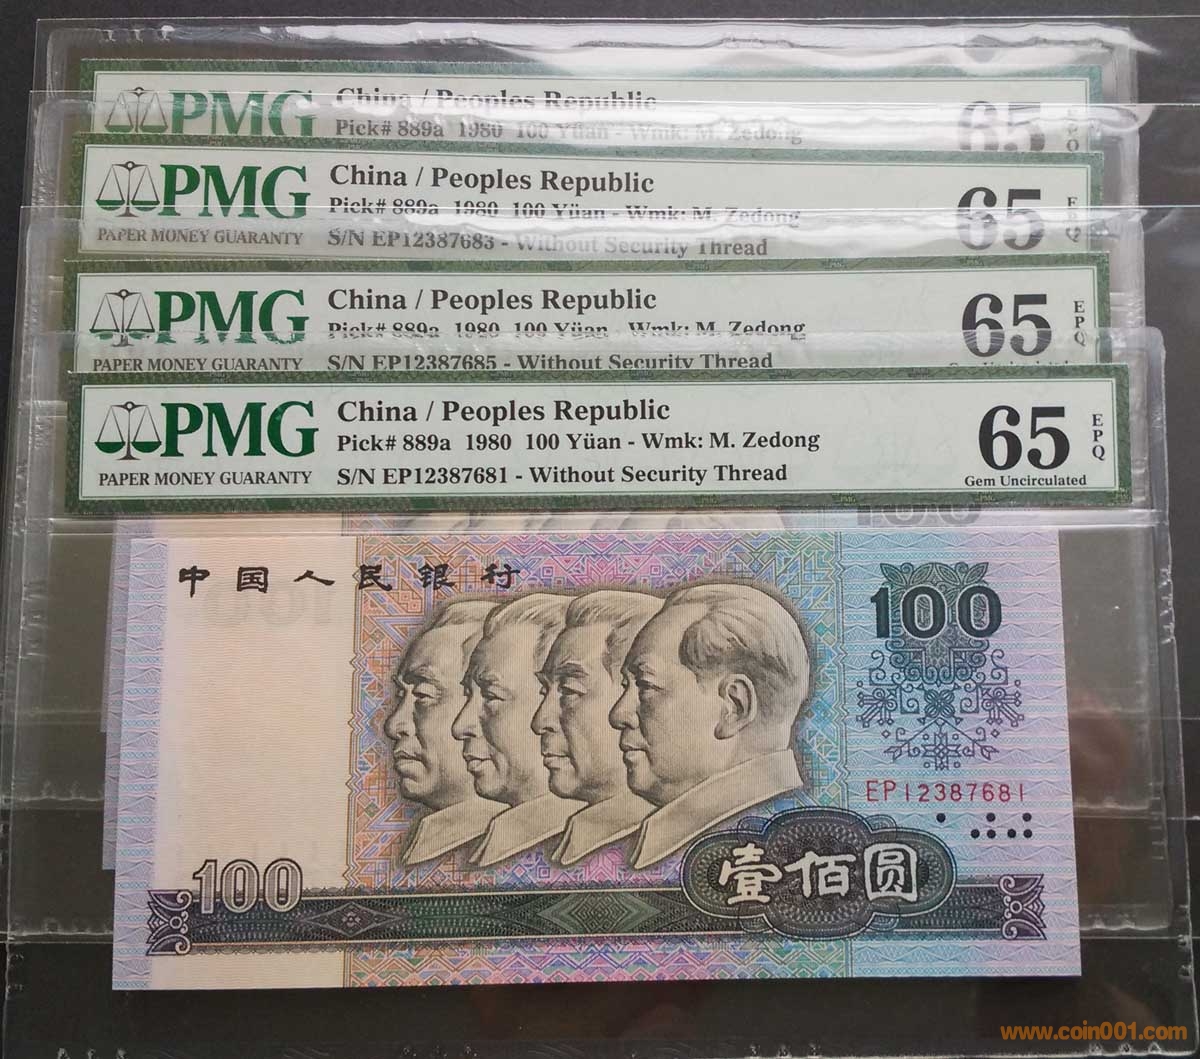 PMG
China / Peoples Republic
Pick# 889a 1980 100 Yüan - Wmk: M. Zedong
65
PMG
PAPER MONEY GUARANTY
China / Peoples Republic
Pick# 889a 1980 100 Yüan - Wmk: M. Zedong
S/N EP12387683 - Without Security Thread
65
EPQ
PMG
PAPER MONEY GUARANTY
China / Peoples Republic
Pick# 889a 1980 100 Yüan - Wmk: M. Zedong
S/N EP12387685 - Without Security Thread
65
EPQ
PMG
PAPER MONEY GUARANTY
China / Peoples Republic
Pick# 889a 1980 100 Yüan - Wmk: M. Zedong
S/N EP12387681 - Without Security Thread
65
EPQ
Gem Uncirculated
PMG
100
中国人民银行
100
EP12387681
100
壹佰圆
www.coin001.com